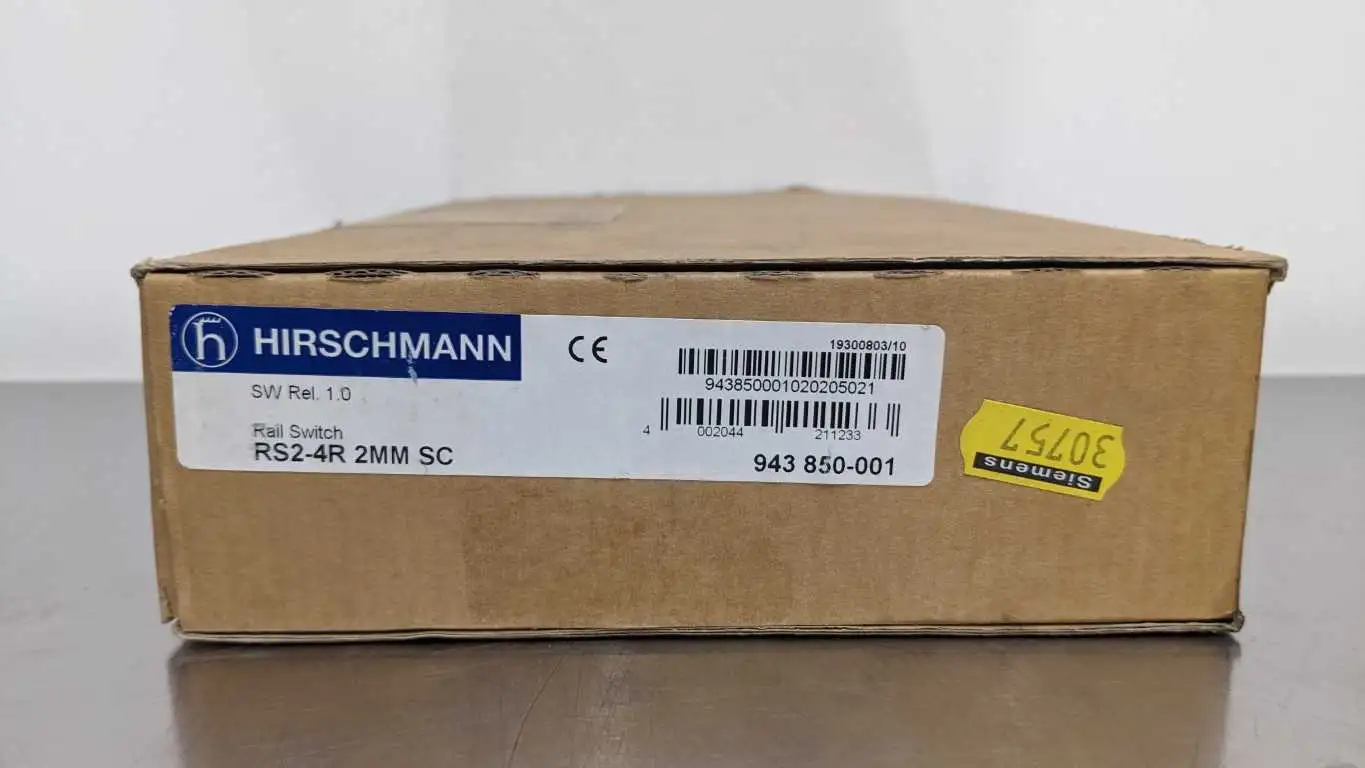 HIRSCHMANN
CE
19300803/10
943850001020205021
SW Rel. 1.0
4 002044 211233
Rail Switch
RS2-4R 2MM SC
943 850-001
30757
Siemens